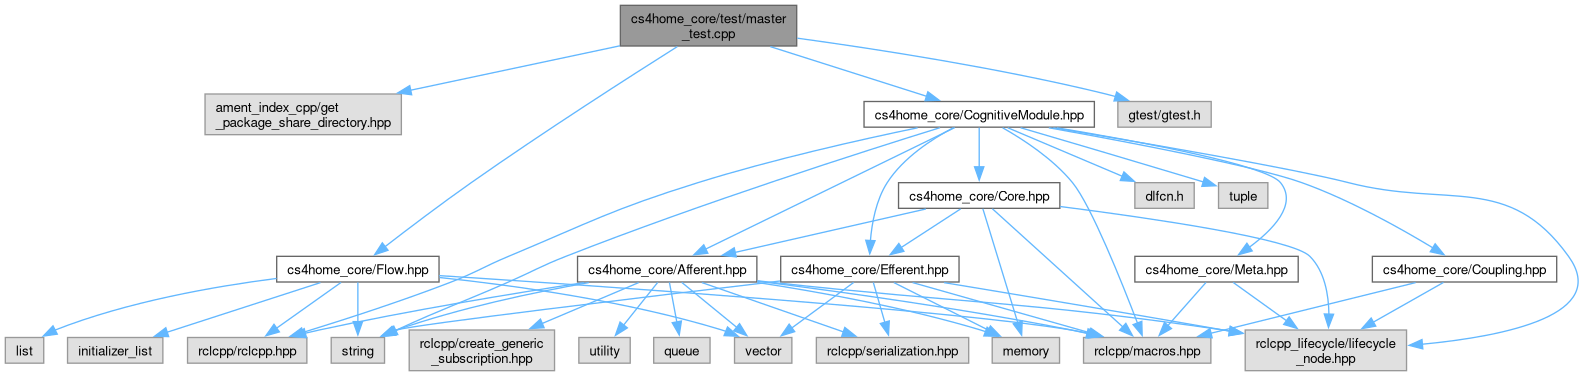 cs4home_core/test/master
_test.cpp
ament_index_cpp/get
_package_share_directory.hpp
cs4home_core/CognitiveModule.hpp
gtest/gtest.h
cs4home_core/Core.hpp
dlfcn.h
tuple
cs4home_core/Flow.hpp
cs4home_core/Afferent.hpp
cs4home_core/Efferent.hpp
cs4home_core/Meta.hpp
cs4home_core/Coupling.hpp
list
initializer_list
rclcpp/rclcpp.hpp
string
rclcpp/create_generic
_subscription.hpp
utility
queue
vector
rclcpp/serialization.hpp
memory
rclcpp/macros.hpp
rclcpp_lifecycle/lifecycle
_node.hpp